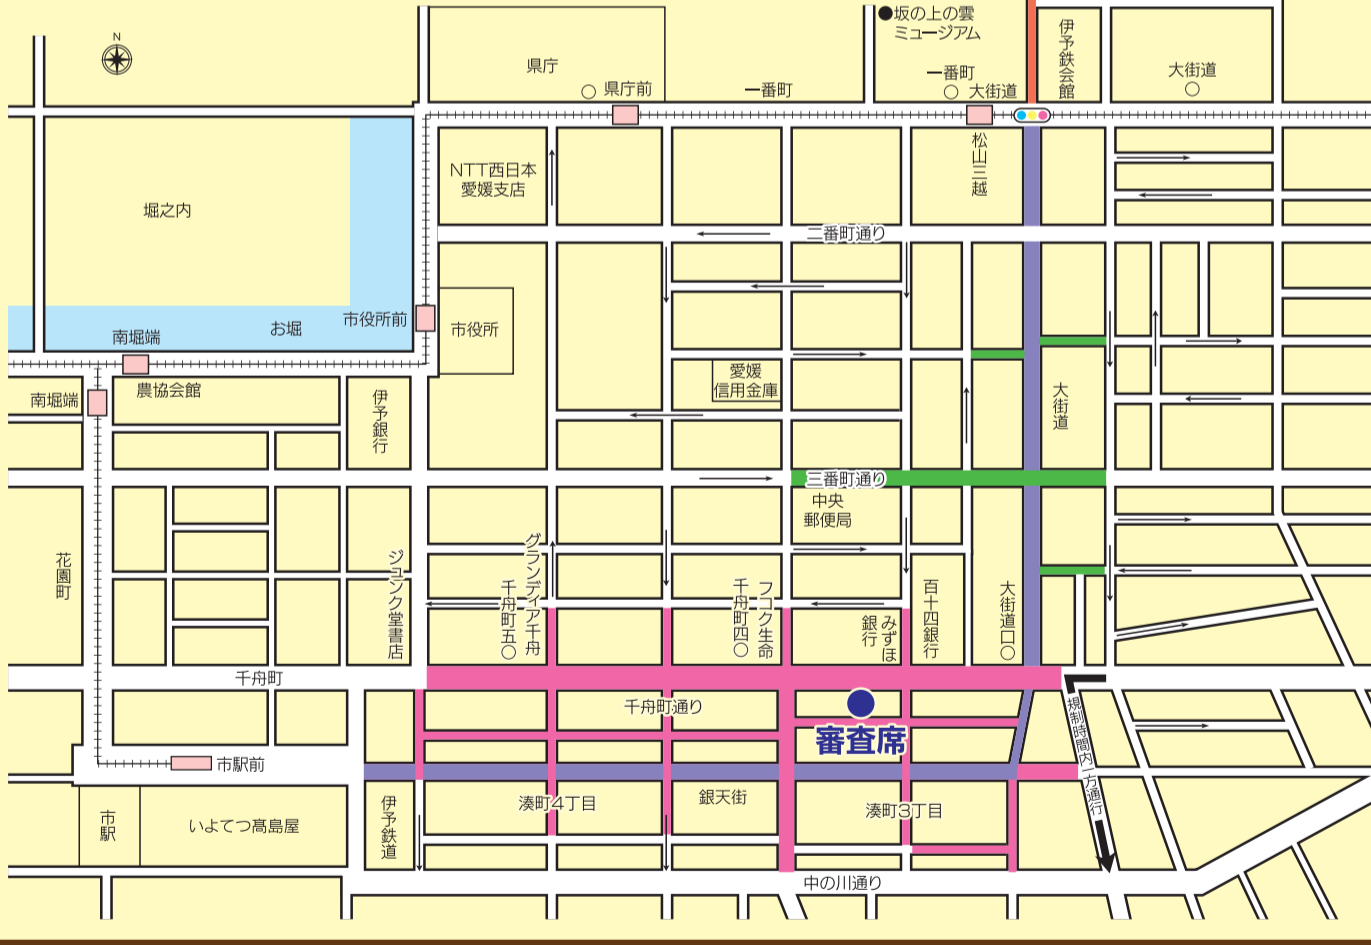 N
●坂の上の雲
ミュージアム
伊予鉄会館
県庁
○ 県庁前
一番町
一番町
○ 大街道
大街道
○
松山三越
NTT西日本
愛媛支店
堀之内
二番町通り
お堀
市役所前
市役所
南堀端
南堀端
農協会館
伊予銀行
愛媛
信用金庫
大街道
三番町通り
中央
郵便局
花園町
ジュンク堂書店
グランディア千舟
千舟町五〇
フコク生命
千舟町四〇
みずほ
銀行
百十四銀行
大街道口〇
千舟町
千舟町通り
審査席
規制時間内一方通行
市駅前
市駅
いよてつ髙島屋
伊予鉄道
湊町4丁目
銀天街
湊町3丁目
中の川通り